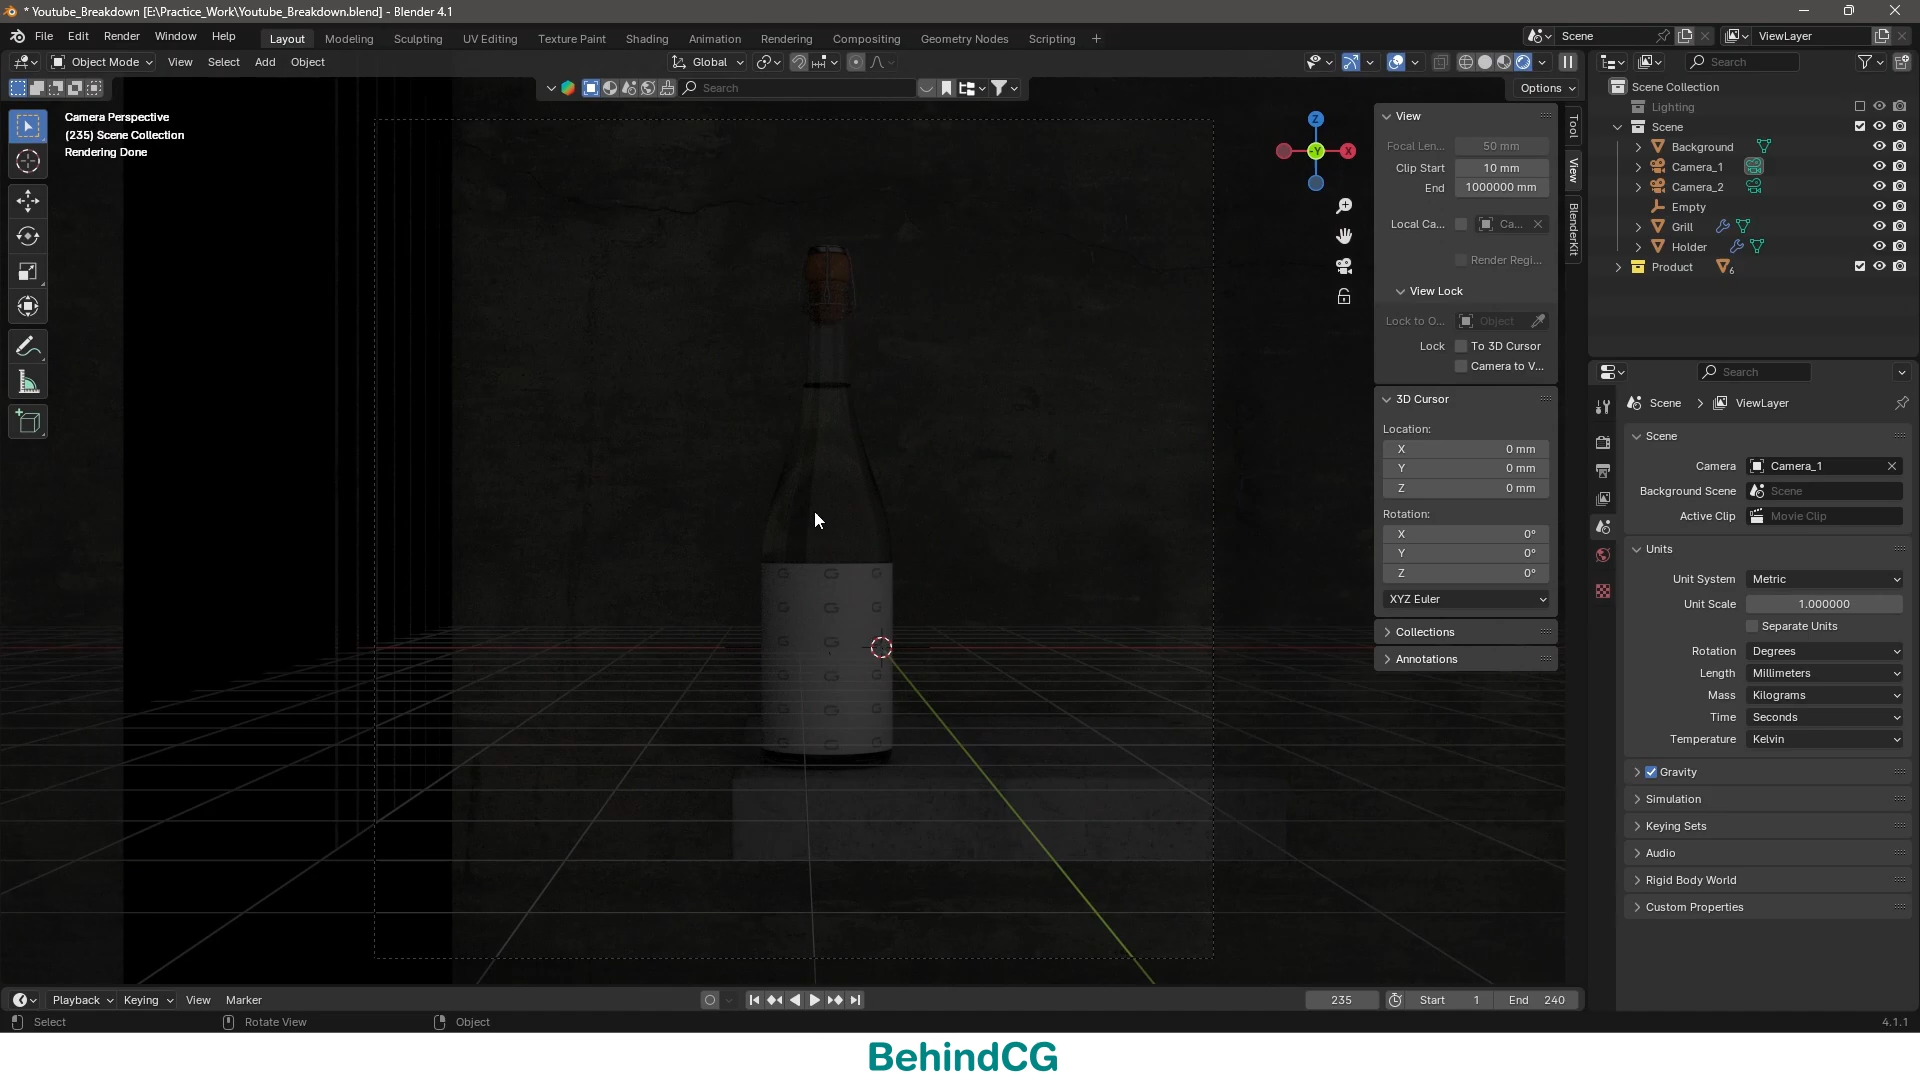 * Youtube_Breakdown [E:\Practice_Work\Youtube_Breakdown.blend] - Blender 4.1
File Edit Render Window Help
Layout Modeling Sculpting UV Editing Texture Paint Shading Animation Rendering Compositing Geometry Nodes Scripting +
Scene
ViewLayer
Object Mode View Select Add Object
Global
Search
Search
Options
Camera Perspective
(235) Scene Collection
Rendering Done
Z
-Y
X
View
Focal Len... 50 mm
Clip Start 10 mm
End 1000000 mm
Local Ca... Ca...
Render Regi...
View Lock
Lock to O... Object
Lock To 3D Cursor
Camera to V...
3D Cursor
Location:
X 0 mm
Y 0 mm
Z 0 mm
Rotation:
X 0°
Y 0°
Z 0°
XYZ Euler
Collections
Annotations
Tool
View
BlenderKit
Scene Collection
Lighting
Scene
Background
Camera_1
Camera_2
Empty
Grill
Holder
Product 6
Search
Scene > ViewLayer
Scene
Camera Camera_1
Background Scene Scene
Active Clip Movie Clip
Units
Unit System Metric
Unit Scale 1.000000
Separate Units
Rotation Degrees
Length Millimeters
Mass Kilograms
Time Seconds
Temperature Kelvin
Gravity
Simulation
Keying Sets
Audio
Rigid Body World
Custom Properties
Playback Keying View Marker
235 Start 1 End 240
Select Rotate View Object
4.1.1
BehindCG